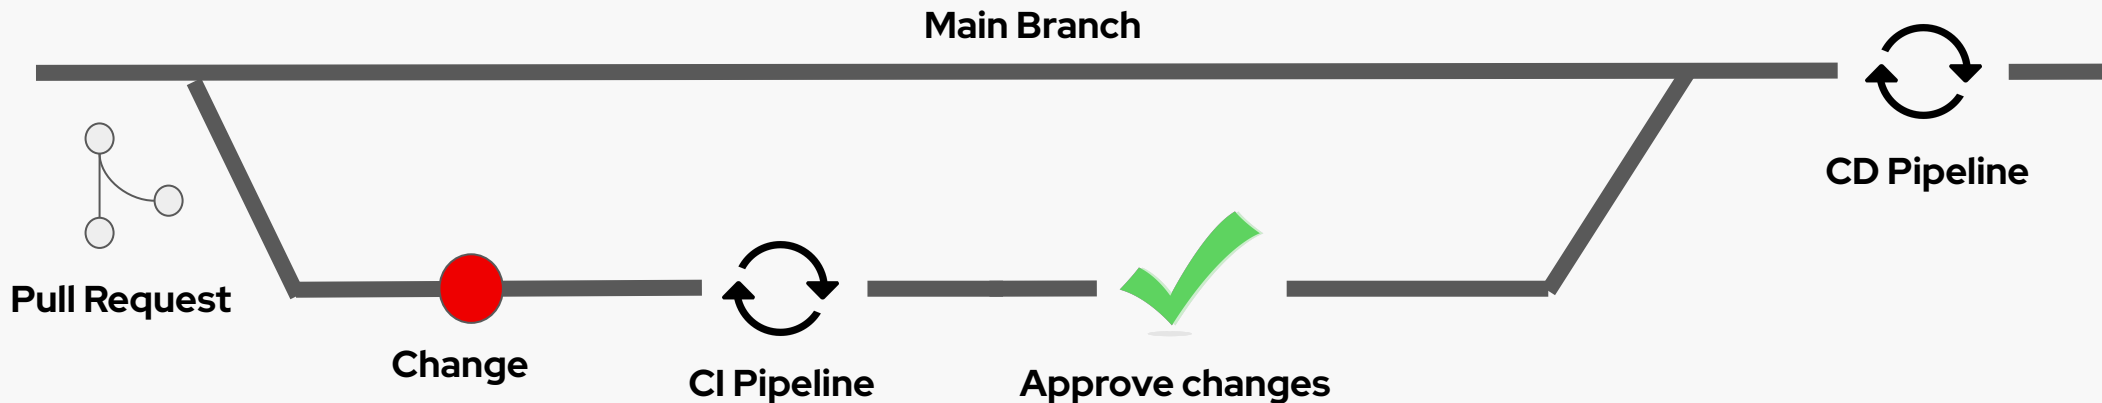 Main Branch
CD Pipeline
Pull Request
Change
CI Pipeline
Approve changes